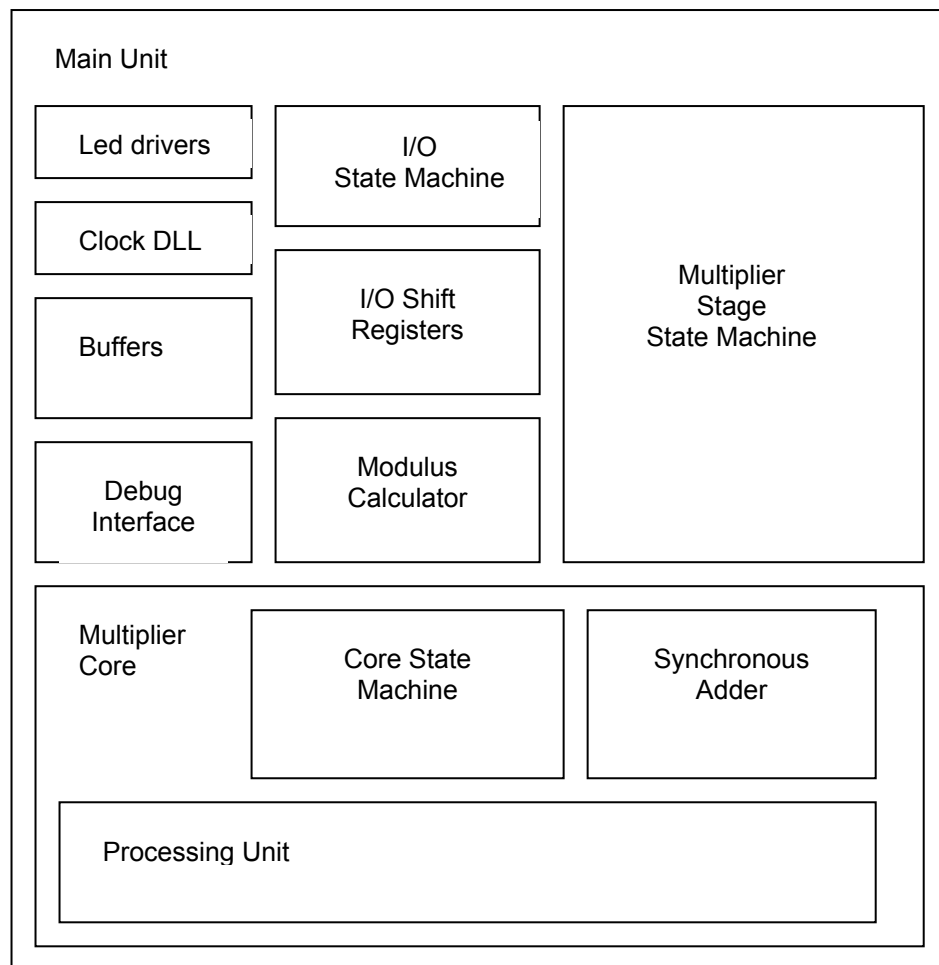 Main Unit
Led drivers
Clock DLL
Buffers
Debug
Interface
I/O
State Machine
I/O Shift
Registers
Modulus
Calculator
Multiplier
Stage
State Machine
Multiplier
Core
Core State
Machine
Synchronous
Adder
Processing Unit